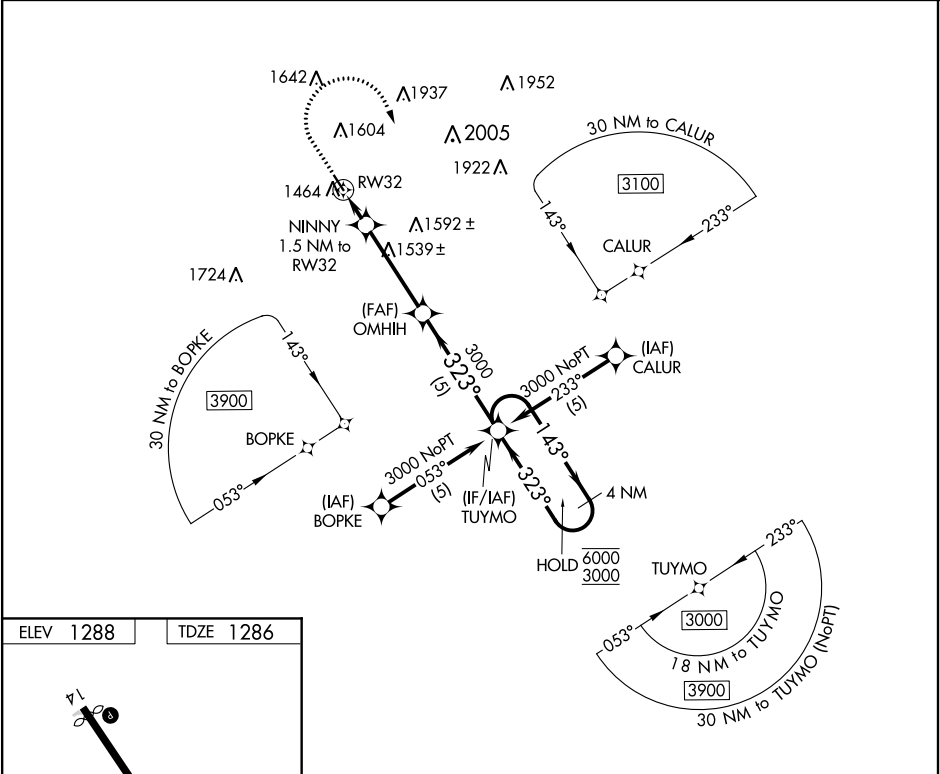 1642
1937
1952
1604
2005
1922
1464
RW32
NINNY
1.5 NM to
RW32
1592 ±
1539 ±
1724
30 NM to CALUR
3100
143°
233°
CALUR
(FAF)
OMHIH
3000
323°
(5)
30 NM to BOPKE
143°
3900
BOPKE
053°
(IAF)
CALUR
3000 NoPT
233°
(5)
3000 NoPT
053°
(5)
(IAF)
BOPKE
(IF/IAF)
TUYMO
143°
323°
4 NM
HOLD
6000
3000
TUYMO
233°
053°
3000
18 NM to TUYMO
3900
30 NM to TUYMO (NoPT)
ELEV 1288
TDZE 1286
14
P